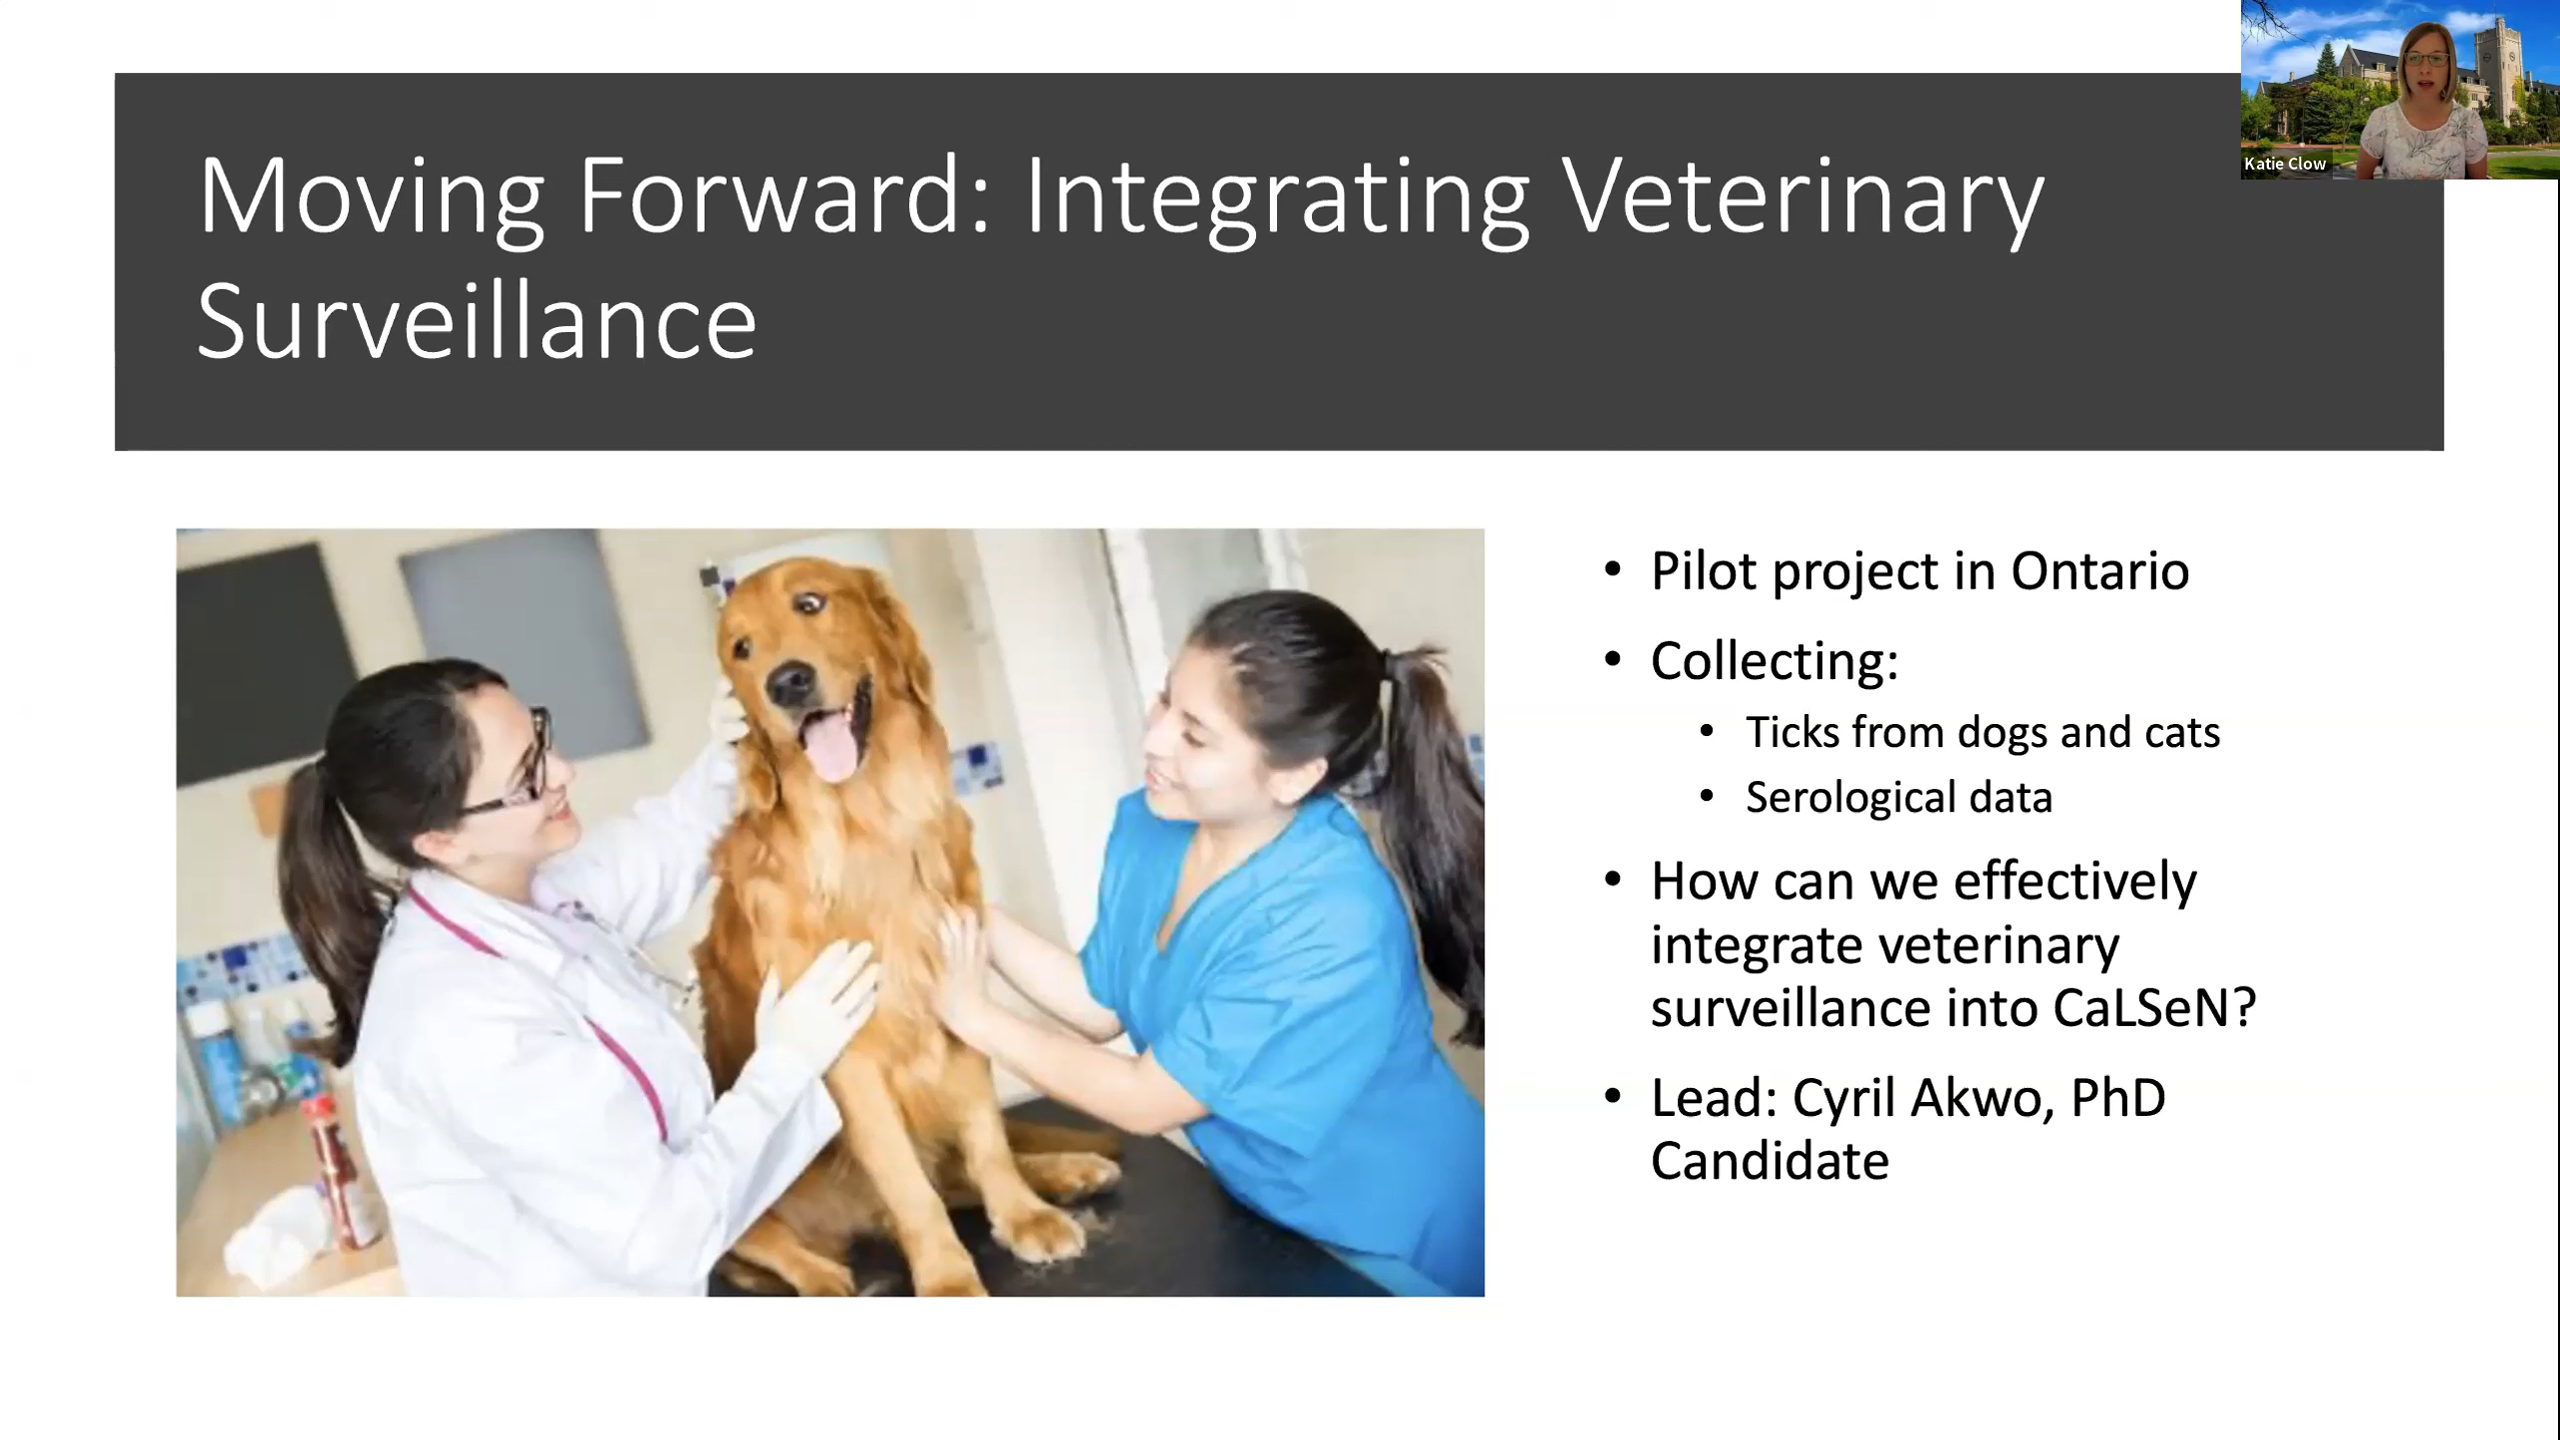 Katie Clow
Moving Forward: Integrating Veterinary
Surveillance
• Pilot project in Ontario
• Collecting:
• Ticks from dogs and cats
• Serological data
• How can we effectively
integrate veterinary
surveillance into CaLSeN?
• Lead: Cyril Akwo, PhD
Candidate